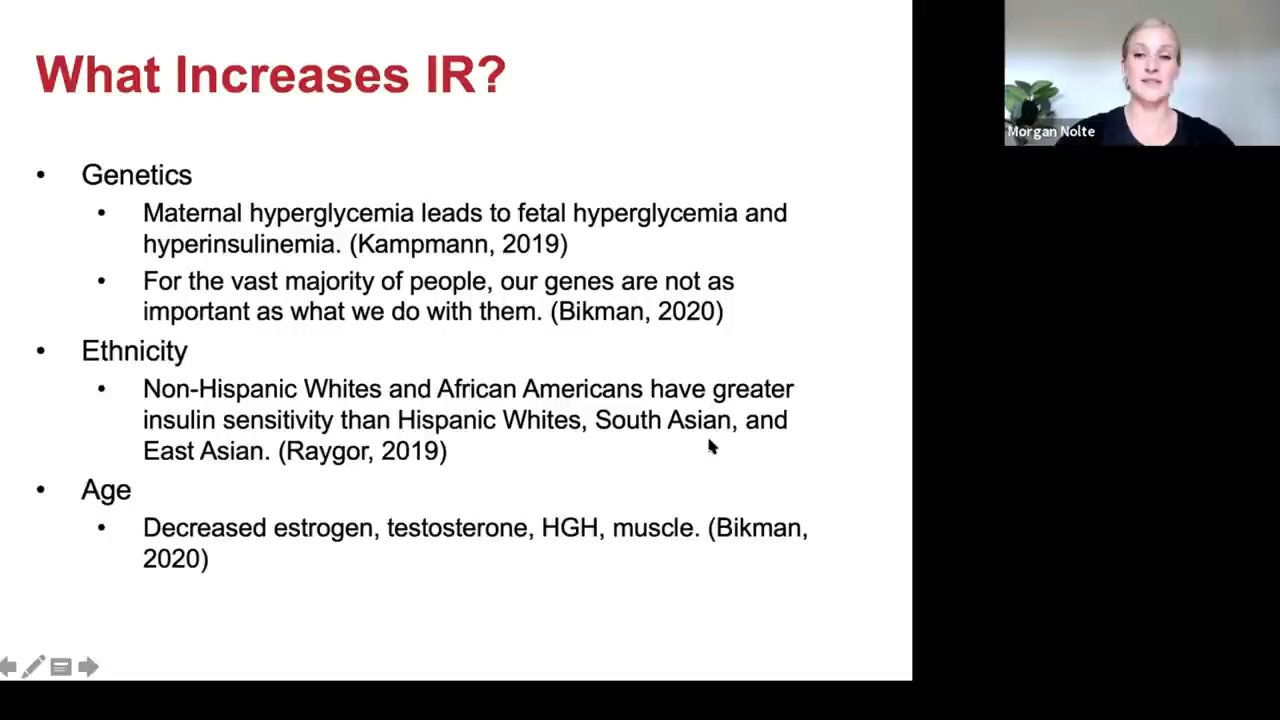 What Increases IR?
• Genetics
• Maternal hyperglycemia leads to fetal hyperglycemia and
hyperinsulinemia. (Kampmann, 2019)
• For the vast majority of people, our genes are not as
important as what we do with them. (Bikman, 2020)
• Ethnicity
• Non-Hispanic Whites and African Americans have greater
insulin sensitivity than Hispanic Whites, South Asian, and
East Asian. (Raygor, 2019)
• Age
• Decreased estrogen, testosterone, HGH, muscle. (Bikman,
2020)
Morgan Nolte